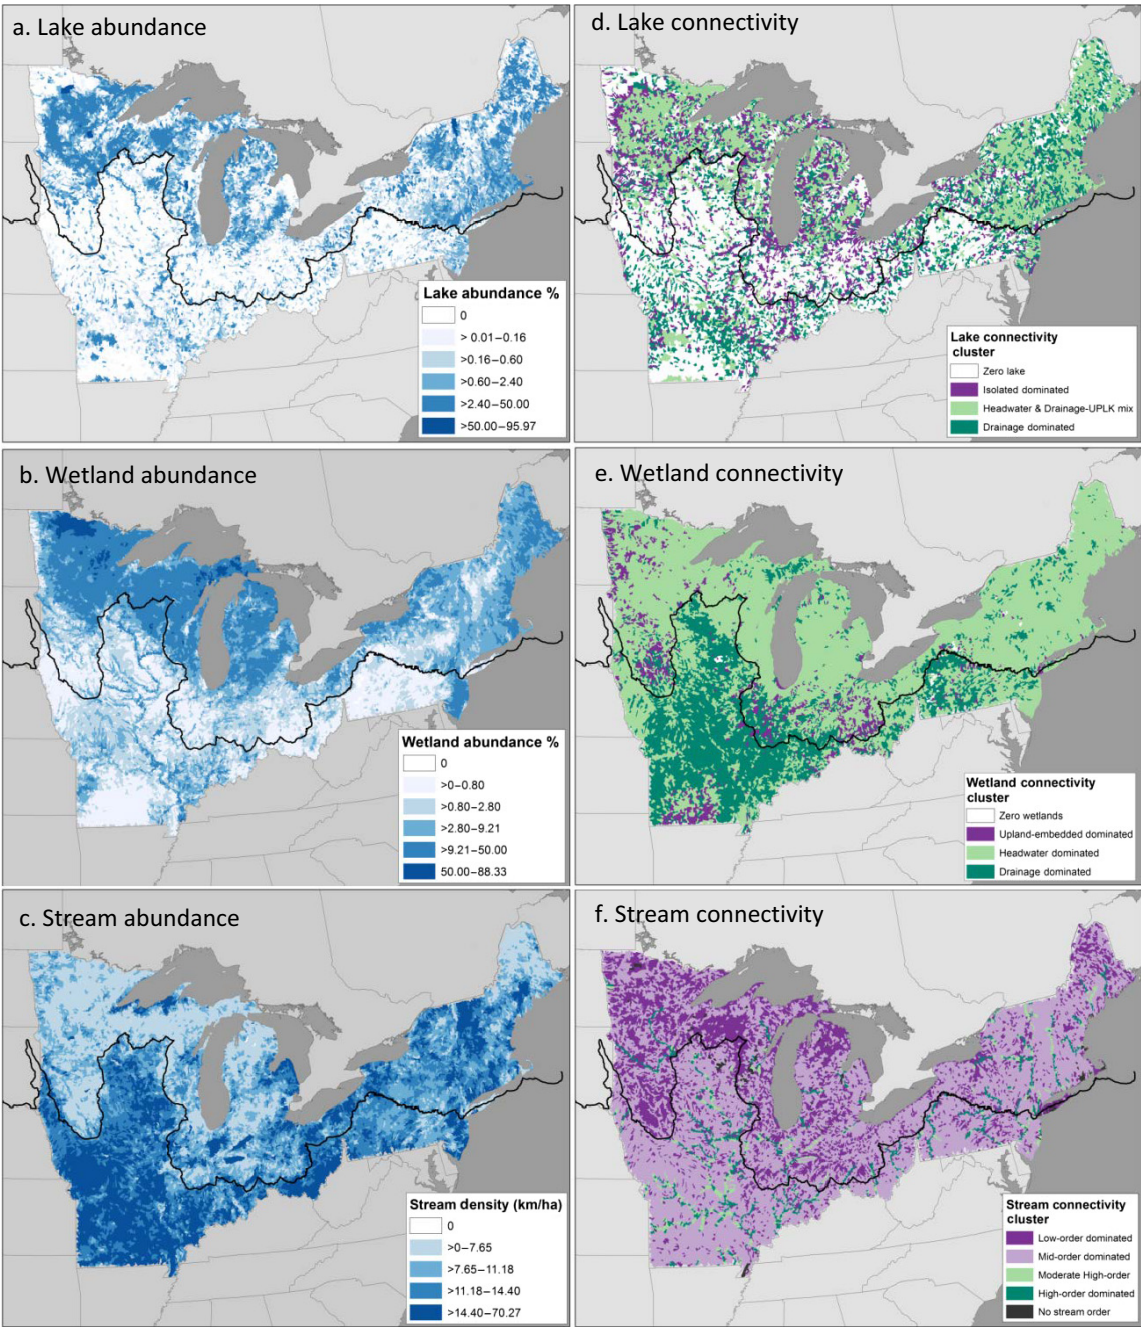 a. Lake abundance
Lake abundance %
0
> 0.01–0.16
>0.16–0.60
>0.60–2.40
>2.40–50.00
>50.00–95.97
d. Lake connectivity
Lake connectivity
cluster
Zero lake
Isolated dominated
Headwater & Drainage-UPLK mix
Drainage dominated
b. Wetland abundance
Wetland abundance %
0
>0–0.80
>0.80–2.80
>2.80–9.21
>9.21–50.00
50.00–88.33
e. Wetland connectivity
Wetland connectivity
cluster
Zero wetlands
Upland-embedded dominated
Headwater dominated
Drainage dominated
c. Stream abundance
Stream density (km/ha)
0
>0–7.65
>7.65–11.18
>11.18–14.40
>14.40–70.27
f. Stream connectivity
Stream connectivity
cluster
Low-order dominated
Mid-order dominated
Moderate High-order
High-order dominated
No stream order